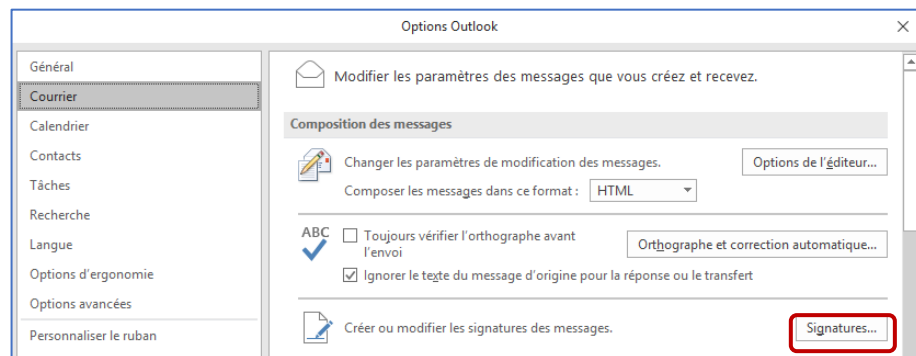 Options Outlook
Général
Courrier
Calendrier
Contacts
Tâches
Recherche
Langue
Options d'ergonomie
Options avancées
Personnaliser le ruban
Modifier les paramètres des messages que vous créez et recevez.
Composition des messages
Changer les paramètres de modification des messages.
Options de l'éditeur...
Composer les messages dans ce format :
HTML
ABC
Toujours vérifier l'orthographe avant
l'envoi
Orthographe et correction automatique...
Ignorer le texte du message d'origine pour la réponse ou le transfert
Créer ou modifier les signatures des messages.
Signatures...